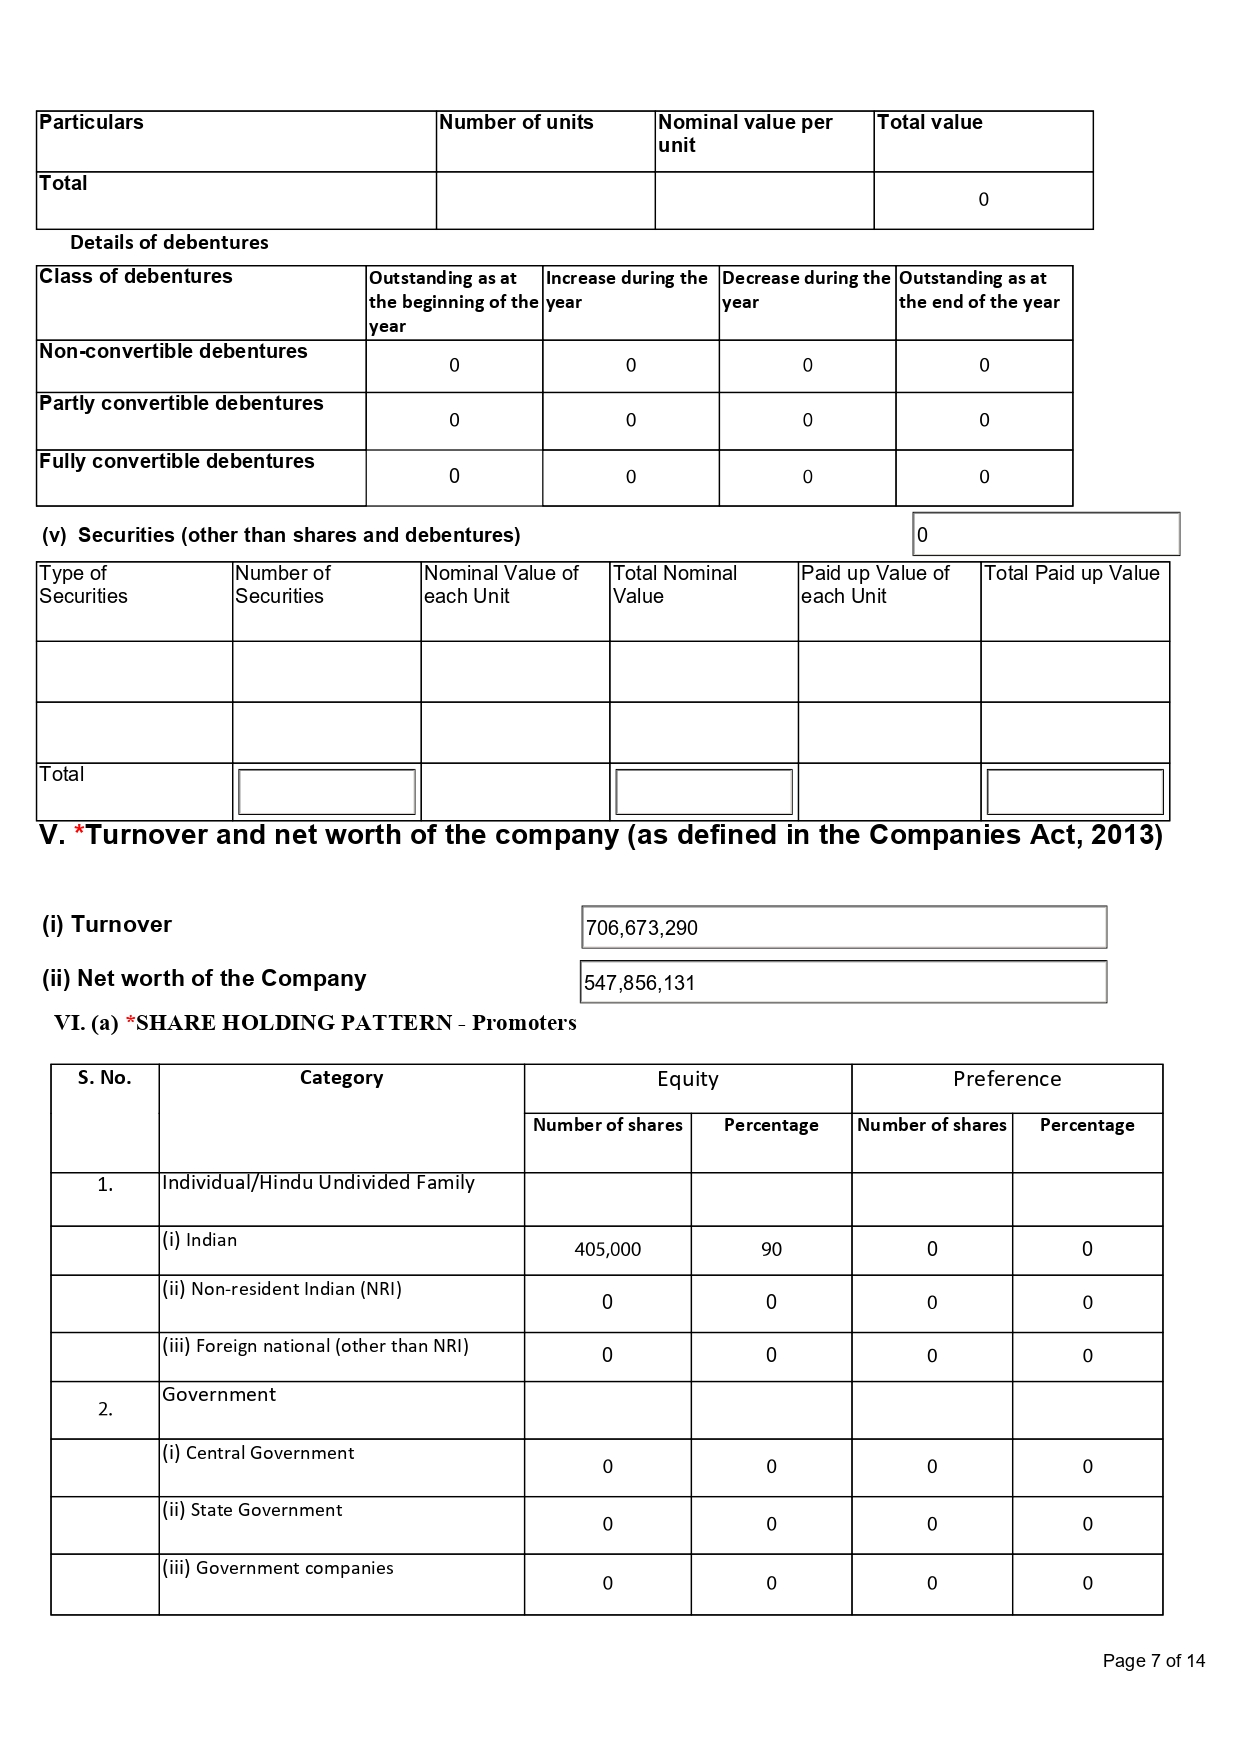 Particulars Number of units Nominal value per unit Total value
Total 0
Details of debentures
Class of debentures Outstanding as at the beginning of the year Increase during the year Decrease during the year Outstanding as at the end of the year
Non-convertible debentures 0 0 0 0
Partly convertible debentures 0 0 0 0
Fully convertible debentures 0 0 0 0
(v) Securities (other than shares and debentures) 0
Type of Securities Number of Securities Nominal Value of each Unit Total Nominal Value Paid up Value of each Unit Total Paid up Value
Total
V. *Turnover and net worth of the company (as defined in the Companies Act, 2013)
(i) Turnover 706,673,290
(ii) Net worth of the Company 547,856,131
VI. (a) *SHARE HOLDING PATTERN - Promoters
S. No. Category Equity Preference
Number of shares Percentage Number of shares Percentage
1. Individual/Hindu Undivided Family
(i) Indian 405,000 90 0 0
(ii) Non-resident Indian (NRI) 0 0 0 0
(iii) Foreign national (other than NRI) 0 0 0 0
2. Government
(i) Central Government 0 0 0 0
(ii) State Government 0 0 0 0
(iii) Government companies 0 0 0 0
Page 7 of 14